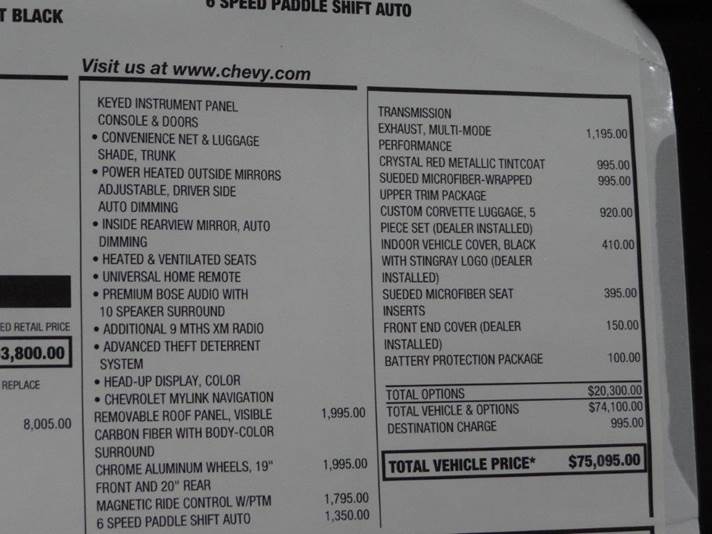 T BLACK
6 SPEED PADDLE SHIFT AUTO
Visit us at www.chevy.com
ED RETAIL PRICE
3,800.00
REPLACE
8,005.00
KEYED INSTRUMENT PANEL
CONSOLE & DOORS
• CONVENIENCE NET & LUGGAGE
SHADE, TRUNK
• POWER HEATED OUTSIDE MIRRORS
ADJUSTABLE, DRIVER SIDE
AUTO DIMMING
• INSIDE REARVIEW MIRROR, AUTO
DIMMING
• HEATED & VENTILATED SEATS
• UNIVERSAL HOME REMOTE
• PREMIUM BOSE AUDIO WITH
10 SPEAKER SURROUND
• ADDITIONAL 9 MTHS XM RADIO
• ADVANCED THEFT DETERRENT
SYSTEM
• HEAD-UP DISPLAY, COLOR
• CHEVROLET MYLINK NAVIGATION
REMOVABLE ROOF PANEL, VISIBLE 1,995.00
CARBON FIBER WITH BODY-COLOR
SURROUND
CHROME ALUMINUM WHEELS, 19" 1,995.00
FRONT AND 20" REAR
MAGNETIC RIDE CONTROL W/PTM 1,795.00
6 SPEED PADDLE SHIFT AUTO 1,350.00
TRANSMISSION
EXHAUST, MULTI-MODE 1,195.00
PERFORMANCE
CRYSTAL RED METALLIC TINTCOAT 995.00
SUEDED MICROFIBER-WRAPPED 995.00
UPPER TRIM PACKAGE
CUSTOM CORVETTE LUGGAGE, 5 920.00
PIECE SET (DEALER INSTALLED)
INDOOR VEHICLE COVER, BLACK 410.00
WITH STINGRAY LOGO (DEALER
INSTALLED)
SUEDED MICROFIBER SEAT 395.00
INSERTS
FRONT END COVER (DEALER 150.00
INSTALLED)
BATTERY PROTECTION PACKAGE 100.00
TOTAL OPTIONS $20,300.00
TOTAL VEHICLE & OPTIONS $74,100.00
DESTINATION CHARGE 995.00
TOTAL VEHICLE PRICE* $75,095.00